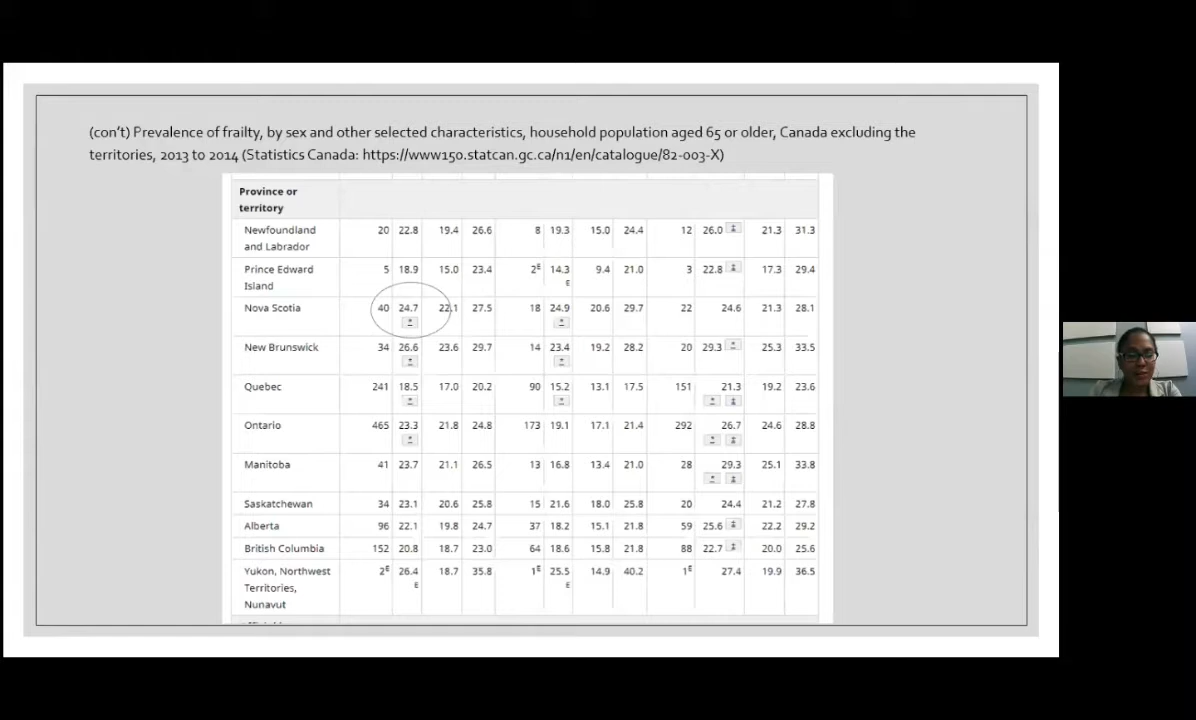 (con't) Prevalence of frailty, by sex and other selected characteristics, household population aged 65 or older, Canada excluding the
territories, 2013 to 2014 (Statistics Canada: https://www150.statcan.gc.ca/n1/en/catalogue/82-003-X)
Province or
territory
Newfoundland 20 22.8 19.4 26.6 8 19.3 15.0 24.4 12 26.0 ‡ 21.3 31.3
and Labrador
Prince Edward 5 18.9 15.0 23.4 2E 14.3 9.4 21.0 3 22.8 ‡ 17.3 29.4
Island E
Nova Scotia 40 24.7 22.1 27.5 18 24.9 20.6 29.7 22 24.6 21.3 28.1
* *
New Brunswick 34 26.6 23.6 29.7 14 23.4 19.2 28.2 20 29.3 * 25.3 33.5
* *
Quebec 241 18.5 17.0 20.2 90 15.2 13.1 17.5 151 21.3 19.2 23.6
* * * ‡
Ontario 465 23.3 21.8 24.8 173 19.1 17.1 21.4 292 26.7 24.6 28.8
* * ‡
Manitoba 41 23.7 21.1 26.5 13 16.8 13.4 21.0 28 29.3 25.1 33.8
* ‡
Saskatchewan 34 23.1 20.6 25.8 15 21.6 18.0 25.8 20 24.4 21.2 27.8
Alberta 96 22.1 19.8 24.7 37 18.2 15.1 21.8 59 25.6 ‡ 22.2 29.2
British Columbia 152 20.8 18.7 23.0 64 18.6 15.8 21.8 88 22.7 ‡ 20.0 25.6
Yukon, Northwest 2E 26.4 18.7 35.8 1E 25.5 14.9 40.2 1E 27.4 19.9 36.5
Territories, E E
Nunavut